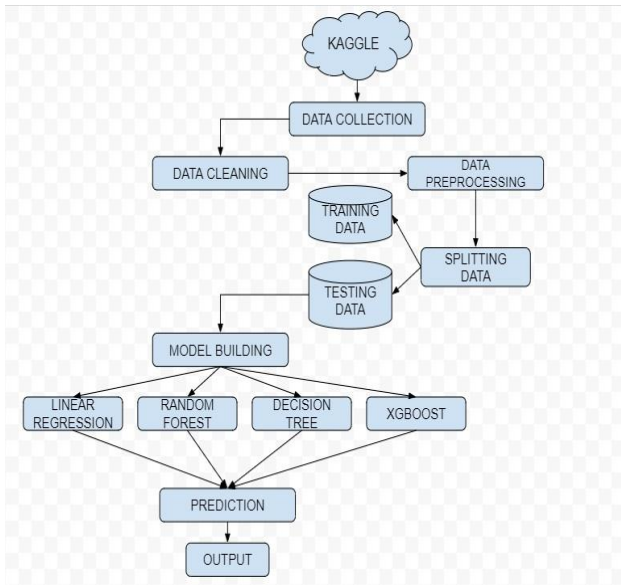 KAGGLE
DATA COLLECTION
DATA CLEANING
DATA
PREPROCESSING
TRAINING
DATA
SPLITTING
DATA
TESTING
DATA
MODEL BUILDING
LINEAR
REGRESSION
RANDOM
FOREST
DECISION
TREE
XGBOOST
PREDICTION
OUTPUT